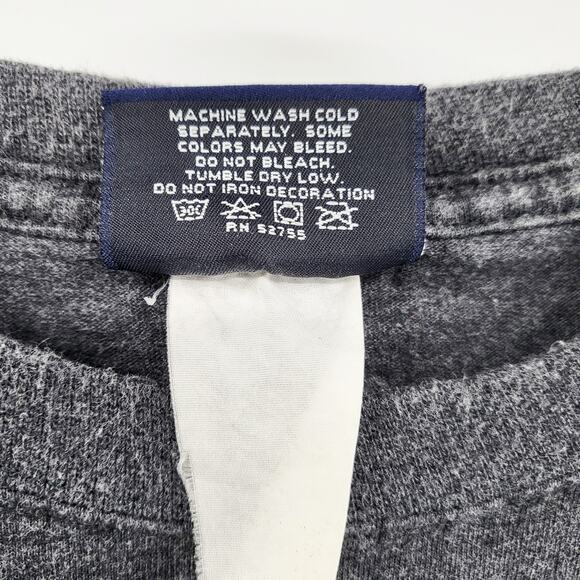 MACHINE WASH COLD
SEPARATELY. SOME
COLORS MAY BLEED.
DO NOT BLEACH.
TUMBLE DRY LOW.
DO NOT IRON DECORATION
30C
RN 52755